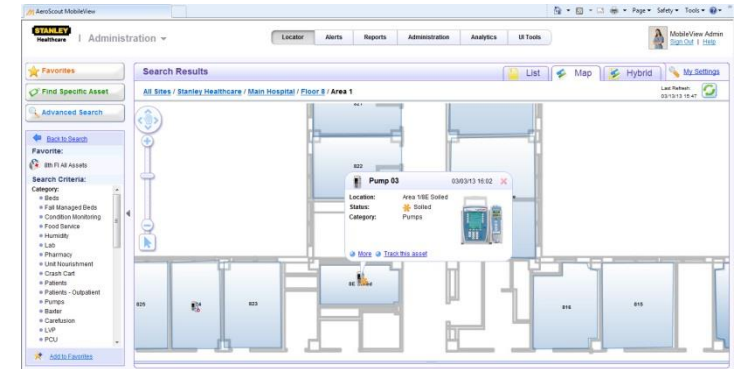 AeroScout MobileView
Page Safety Tools
STANLEY
Healthcare
Administration
Locator Alerts Reports Administration Analytics UI Tools
MobileView Admin
Sign Out | Help
Favorites
Find Specific Asset
Advanced Search
Search Results
List Map Hybrid My Settings
All Sites / Stanley Healthcare / Main Hospital / Floor 8 / Area 1
Last Refresh
03/13/13 15:47
Back to Search
Favorite:
8th Fl All Assets
Search Criteria:
Category:
Beds
Fall Managed Beds
Condition Monitoring
Food Service
Humidity
Lab
Pharmacy
Unit Nourishment
Crash Cart
Patients
Patients - Outpatient
Pumps
Baxter
Carefusion
LVP
PCU
Add to Favorites
821
822
Pump 03 03/03/13 16:02
Location: Area 1/8E Soiled
Status: Soiled
Category: Pumps
More Track this asset
825
823
816
815